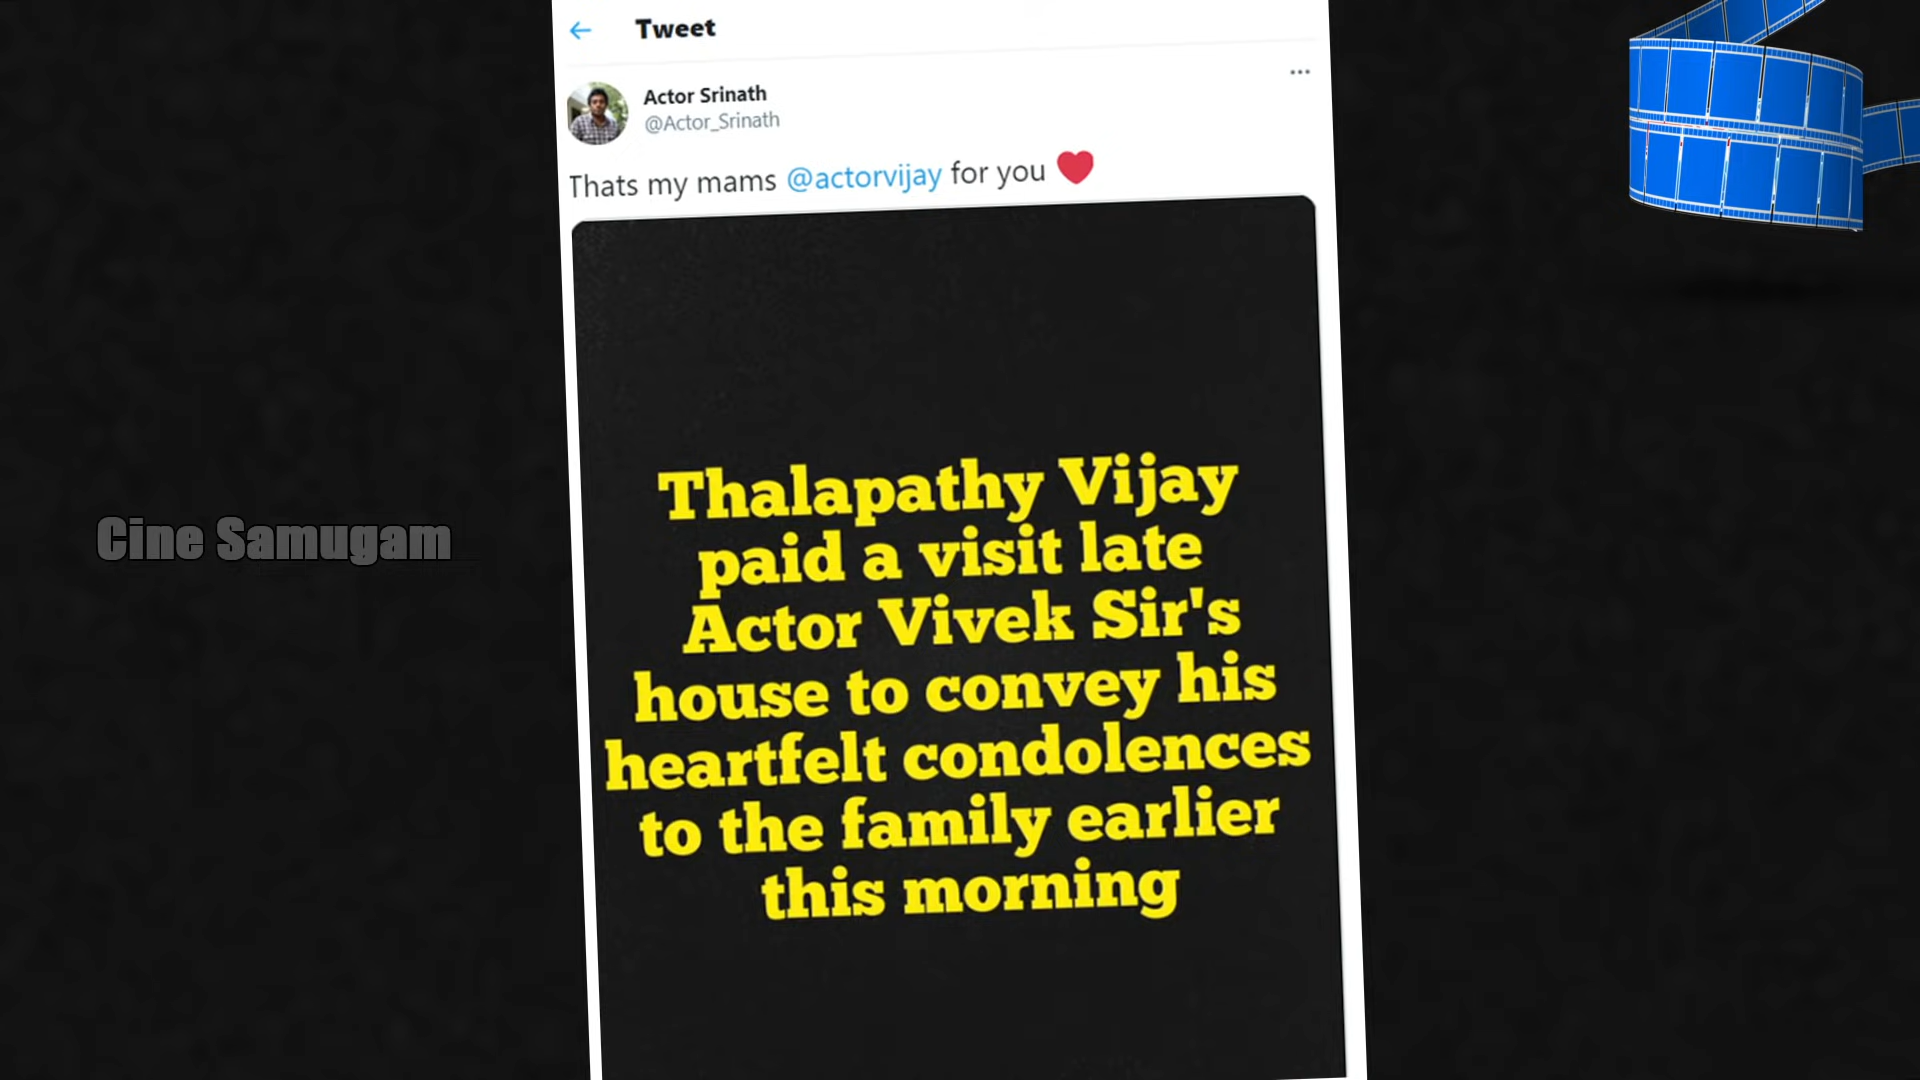 Tweet
Actor Srinath
@Actor_Srinath
Thats my mams @actorvijay for you
Thalapathy Vijay
paid a visit late
Actor Vivek Sir's
house to convey his
heartfelt condolences
to the family earlier
this morning
Cine Samugam